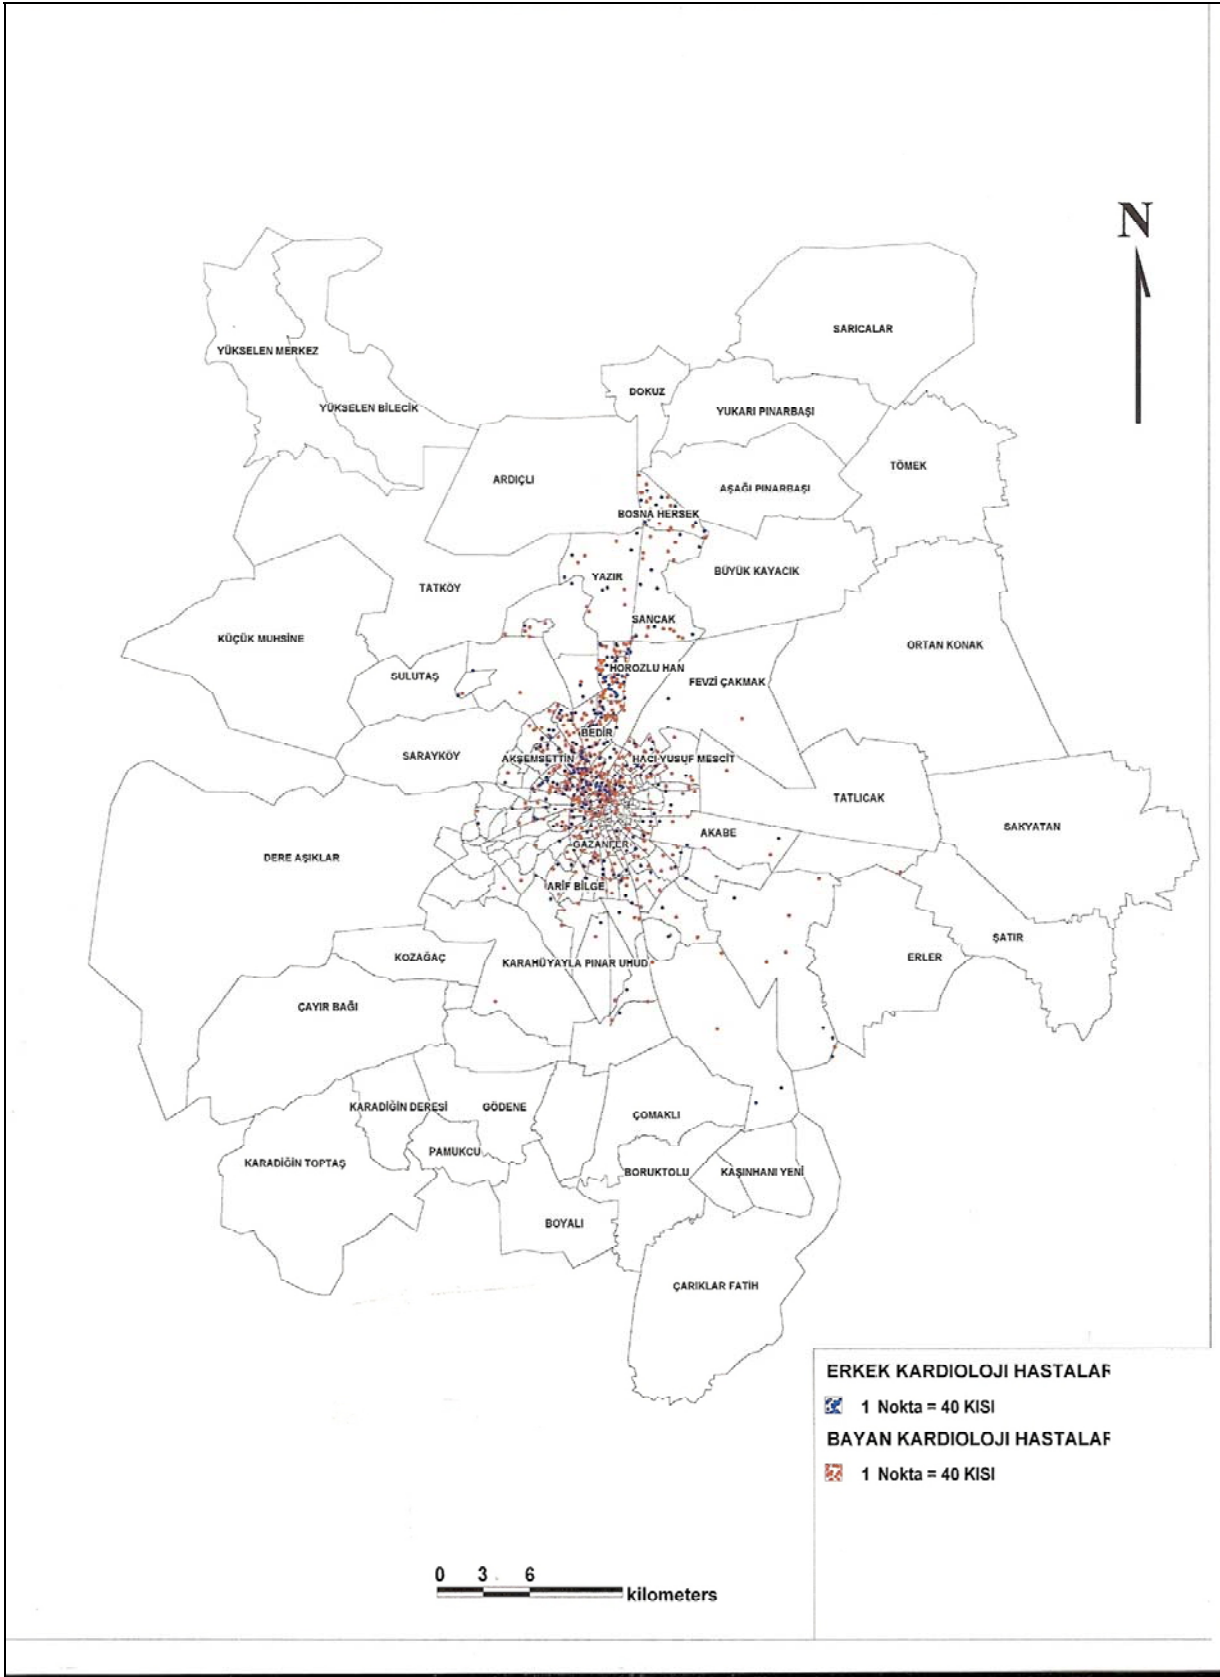 N
SARICALAR
YÜKSELEN MERKEZ
DOKUZ
YÜKSELEN BİLECİK
YUKARI PINARBAŞI
TÖMEK
ARDIÇLI
AŞAĞI PINARBAŞI
BOSNA HERSEK
BÜYÜK KAYACIK
YAZIR
TATKÖY
SANCAK
KÜÇÜK MUHSİNE
ORTAN KONAK
HOROZLU HAN
SULUTAŞ
FEVZİ ÇAKMAK
BEDİR
SARAYKÖY
AKŞEMSETTİN
HACI YUSUF MESCİT
TATLICAK
SAKYATAN
AKABE
GAZANFER
DERE AŞIKLAR
ARİF BİLGE
ŞATIR
KOZAĞAÇ
KARAHÜYAYLA PINAR UHUD
ERLER
ÇAYIR BAĞI
KARADİĞİN DERESİ
GÖDENE
ÇOMAKLI
PAMUKCU
KARADİĞİN TOPTAŞ
BORUKTOLU
KAŞINHANI YENİ
BOYALI
ÇARIKLAR FATİH
ERKEK KARDIOLOJI HASTALAR
1 Nokta = 40 KISI
BAYAN KARDIOLOJI HASTALAR
1 Nokta = 40 KISI
0 3 6
kilometers